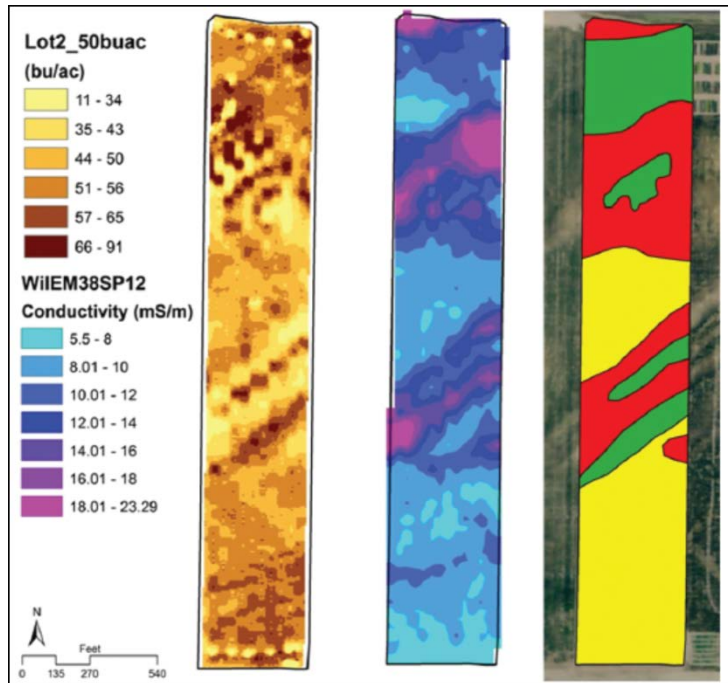 Lot2_50buac
(bu/ac)
11 - 34
35 - 43
44 - 50
51 - 56
57 - 65
66 - 91
WilEM38SP12
Conductivity (mS/m)
5.5 - 8
8.01 - 10
10.01 - 12
12.01 - 14
14.01 - 16
16.01 - 18
18.01 - 23.29
N
Feet
0 135 270 540